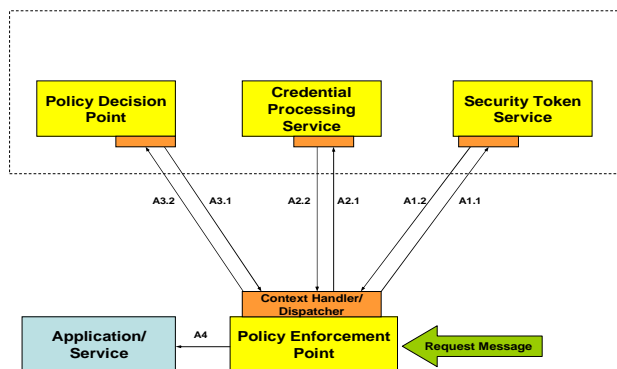 Policy Decision
Point
Credential
Processing
Service
Security Token
Service
A3.2
A3.1
A2.2
A2.1
A1.2
A1.1
Context Handler/
Dispatcher
Application/
Service
A4
Policy Enforcement
Point
Request Message